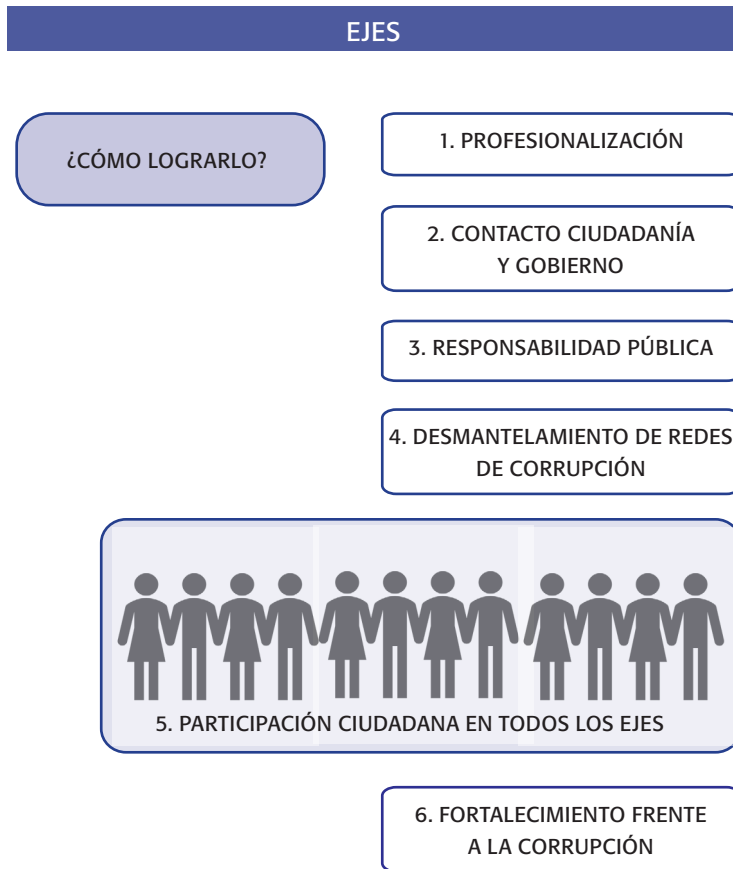 EJES
¿CÓMO LOGRARLO?
1. PROFESIONALIZACIÓN
2. CONTACTO CIUDADANÍA
Y GOBIERNO
3. RESPONSABILIDAD PÚBLICA
4. DESMANTELAMIENTO DE REDES
DE CORRUPCIÓN
5. PARTICIPACIÓN CIUDADANA EN TODOS LOS EJES
6. FORTALECIMIENTO FRENTE
A LA CORRUPCIÓN